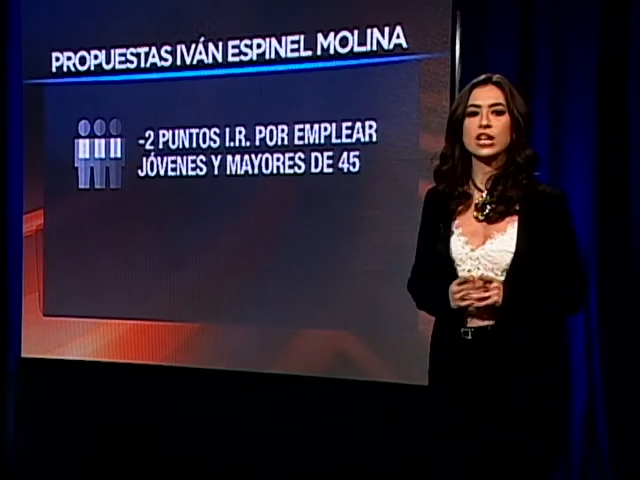 PROPUESTAS IVÁN ESPINEL MOLINA
-2 PUNTOS I.R. POR EMPLEAR
JÓVENES Y MAYORES DE 45